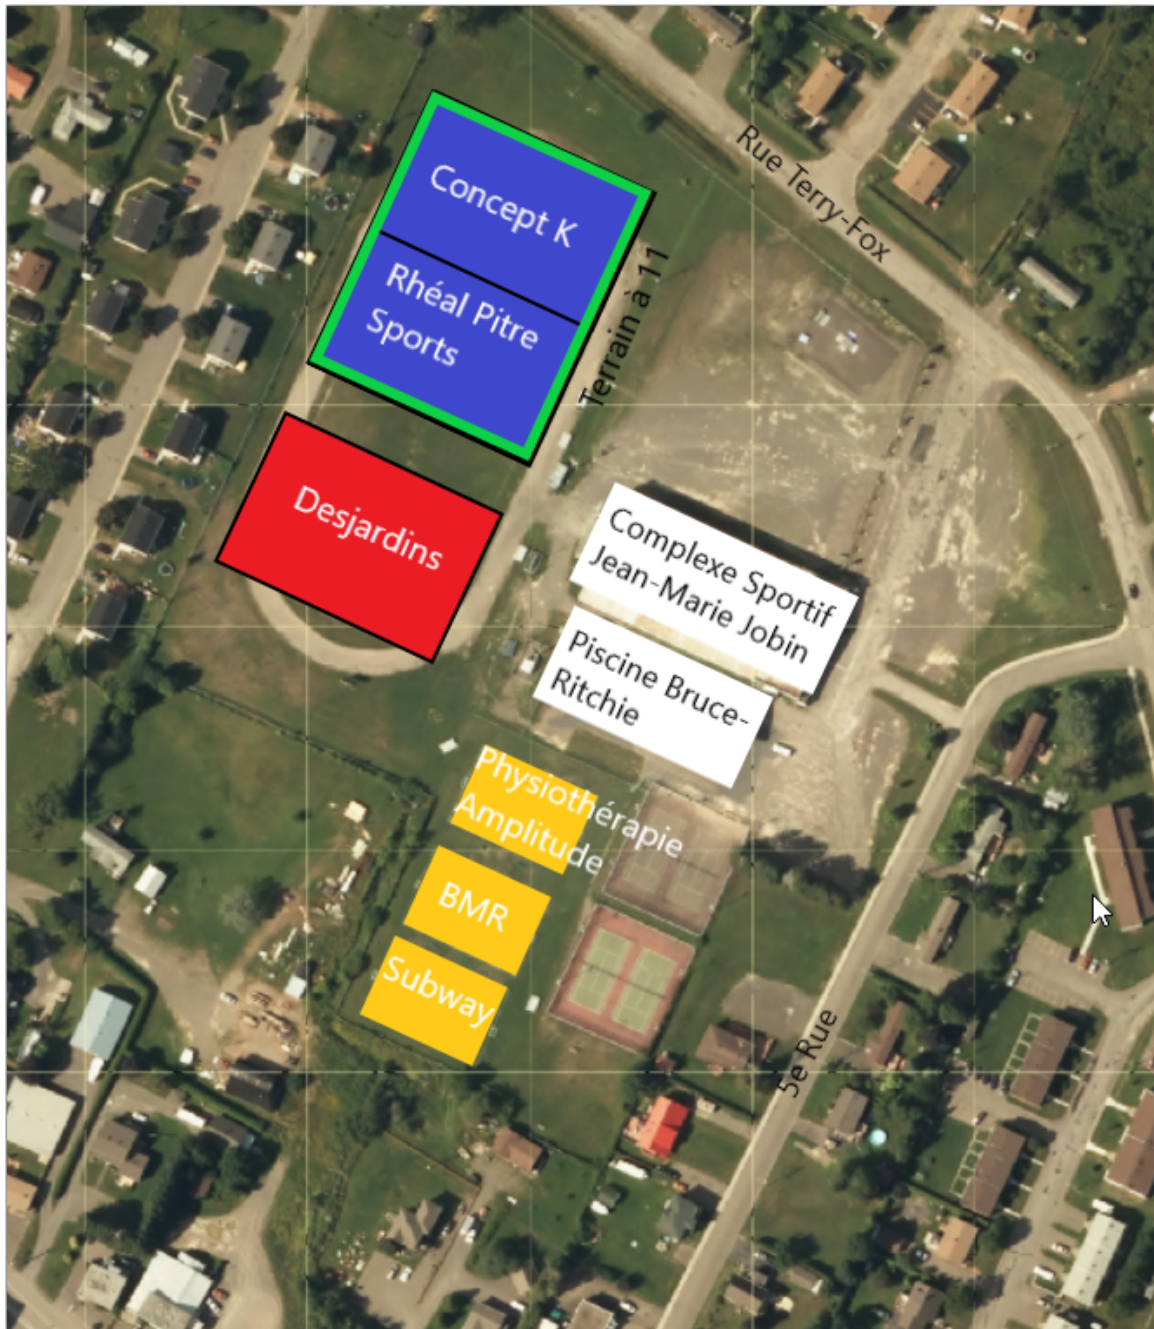 Rue Terry-Fox
Concept K
Rhéal Pitre
Sports
Terrain à 11
Desjardins
Complexe Sportif
Jean-Marie Jobin
Piscine Bruce-
Ritchie
Physiothérapie
Amplitude
BMR
Subway
5e Rue